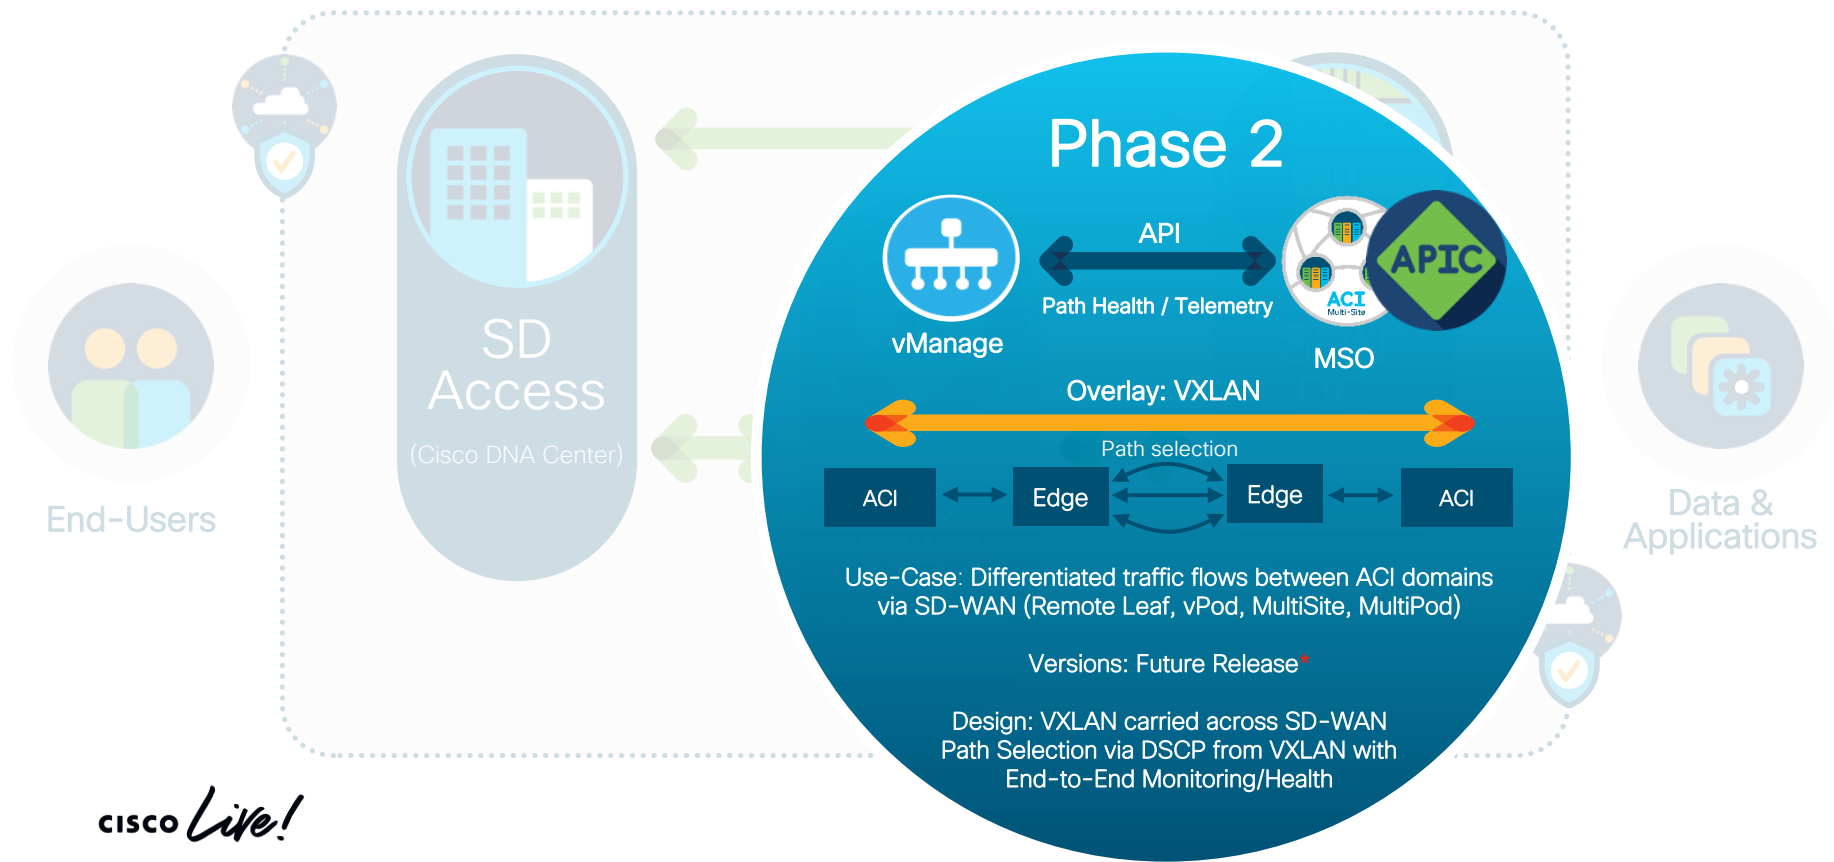 Phase 2
API
APIC
ACI
Multi-Site
Path Health / Telemetry
vManage
MSO
SD
Access
(Cisco DNA Center)
Overlay: VXLAN
Path selection
ACI
Edge
Edge
ACI
End-Users
Data &
Applications
WAN
Use-Case: Differentiated traffic flows between ACI domains
via SD-WAN (Remote Leaf, vPod, MultiSite, MultiPod)
Versions: Future Release*
Design: VXLAN carried across SD-WAN
Path Selection via DSCP from VXLAN with
End-to-End Monitoring/Health
CISCO Live!